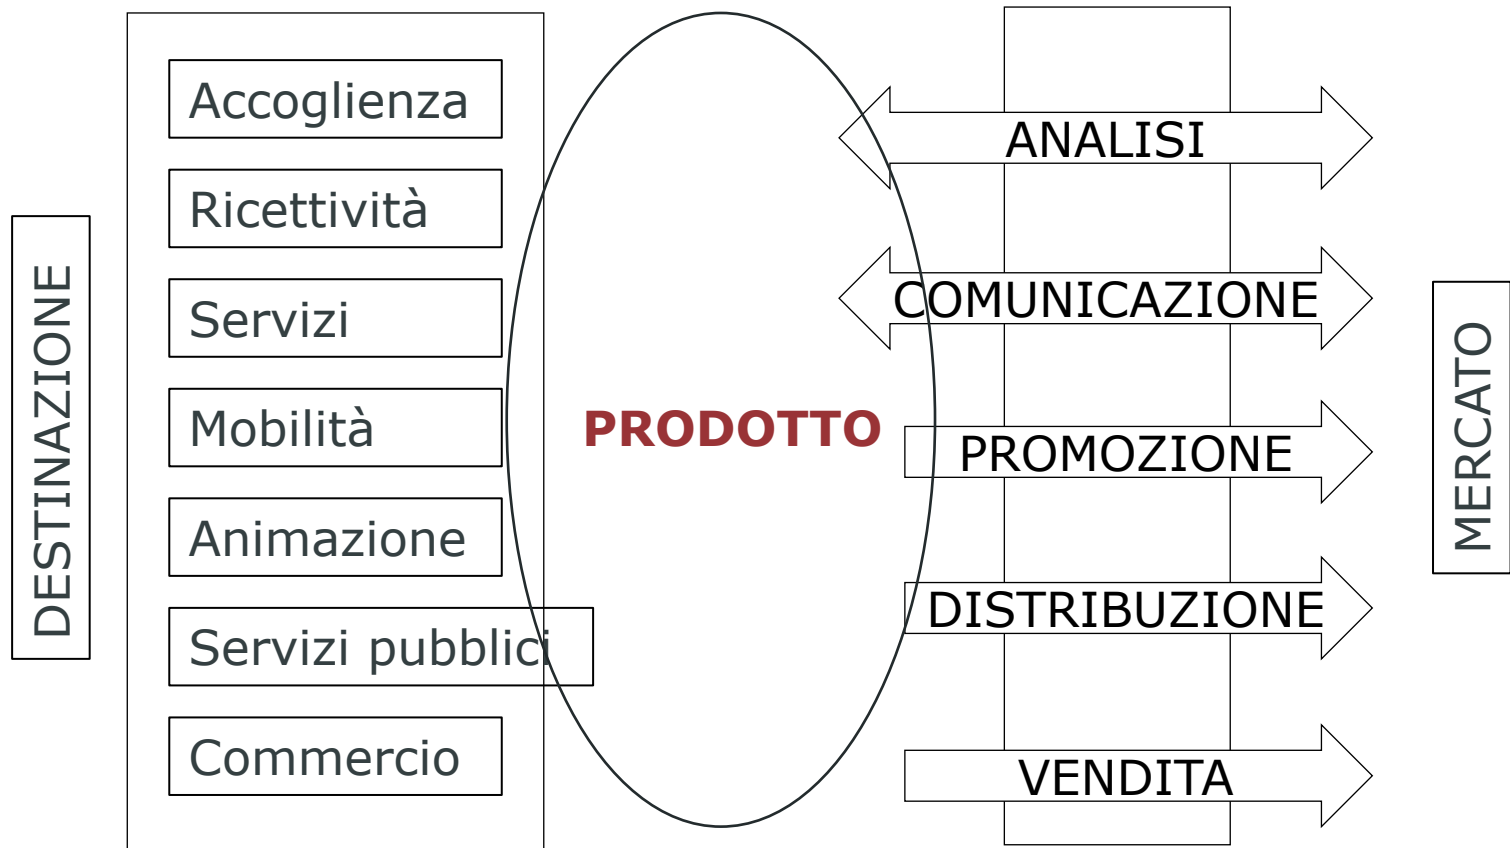 DESTINAZIONE
Accoglienza
Ricettività
Servizi
Mobilità
Animazione
Servizi pubblici
Commercio
PRODOTTO
ANALISI
COMUNICAZIONE
PROMOZIONE
DISTRIBUZIONE
VENDITA
MERCATO